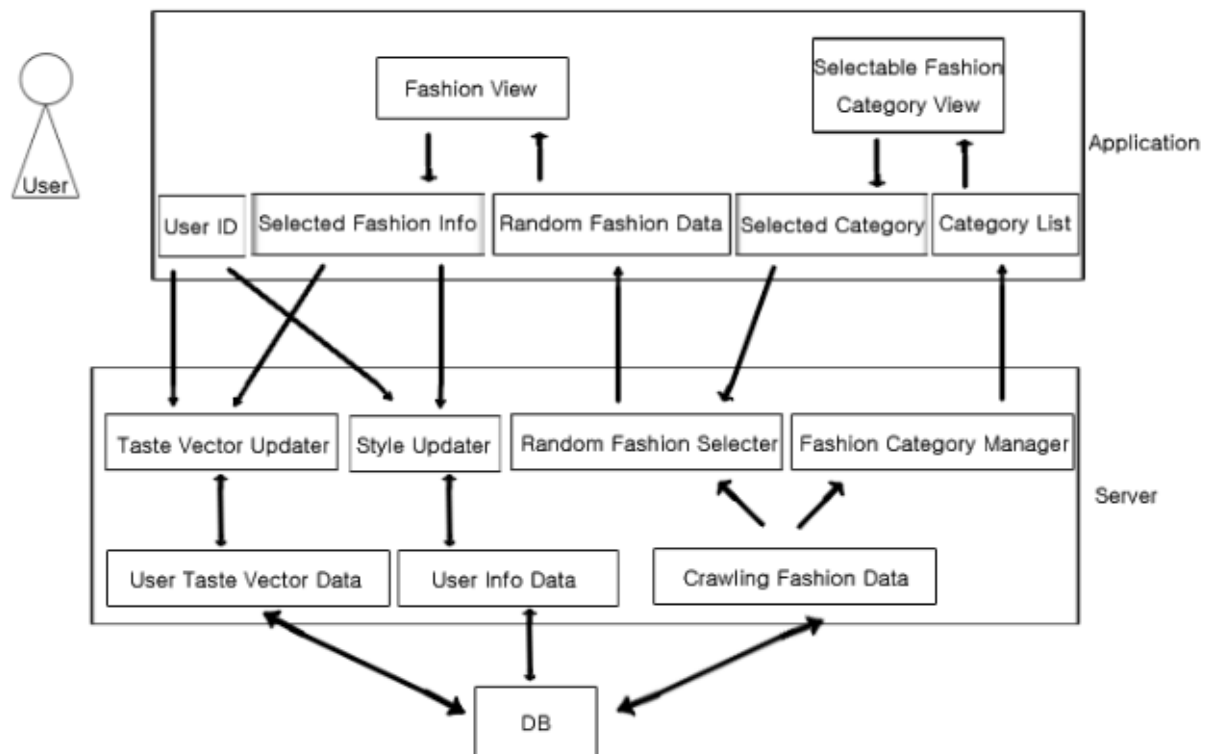 Fashion View
Selectable Fashion
Category View
Application
User
User ID
Selected Fashion Info
Random Fashion Data
Selected Category
Category List
Taste Vector Updater
Style Updater
Random Fashion Selecter
Fashion Category Manager
Server
User Taste Vector Data
User Info Data
Crawling Fashion Data
DB